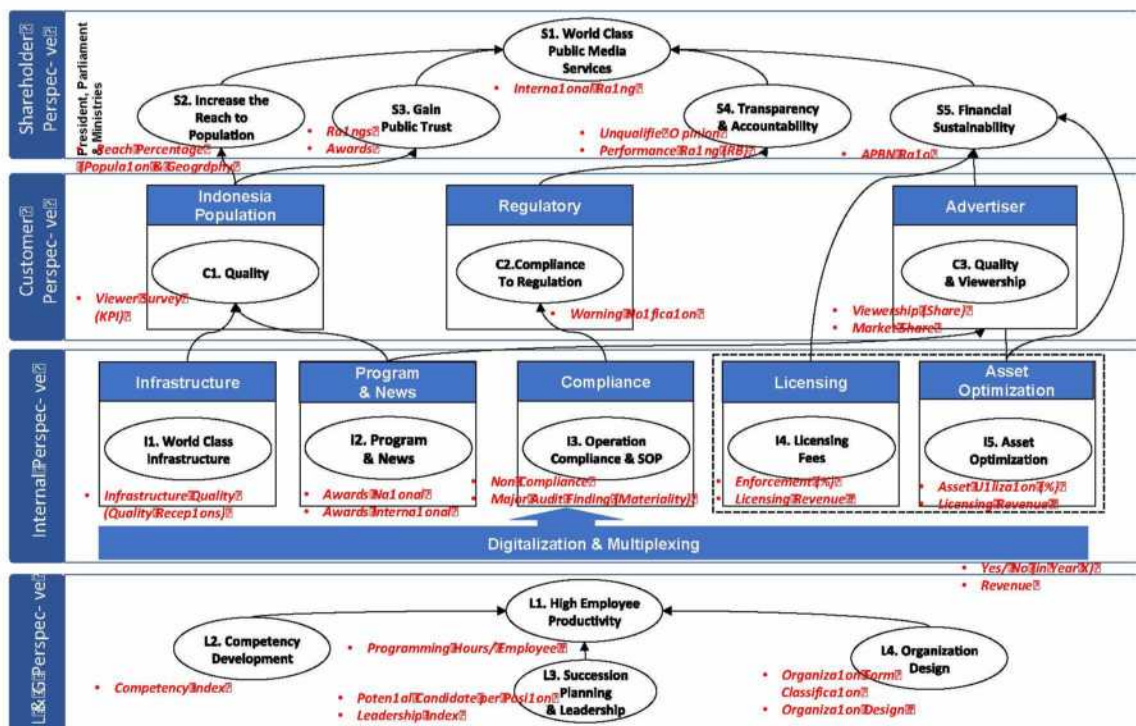 Shareholder⍰
Perspec- ve⍰
President, Parliament
& Ministries
S1. World Class
Public Media
Services
• Interna1onal⍰Ra1ng⍰
S2. Increase the
Reach to
Population
• Reach⍰Percentage⍰
(Popula1on⍰&⍰Geogrdphy)⍰
S3. Gain
Public Trust
• Ra1ngs⍰
• Awards⍰
S4. Transparency
& Accountability
• Unqualifie⍰O pinion⍰
• Performance⍰Ra1ng⍰(RB)⍰
S5. Financial
Sustainability
• APBN⍰Ra1o⍰
Customer⍰
Perspec- ve⍰
Indonesia
Population
C1. Quality
• Viewer⍰Survey⍰
(KPI)⍰
Regulatory
C2.Compliance
To Regulation
• Warning⍰No1fica1on⍰
Advertiser
C3. Quality
& Viewership
• Viewership⍰(Share)⍰
• Market⍰Share⍰
Internal⍰Perspec- ve⍰
Infrastructure
I1. World Class
Infrastructure
• Infrastructure⍰Quality⍰
(Quality⍰Recep1ons)⍰
Program
& News
I2. Program
& News
• Awards⍰Na1onal⍰
• Awards⍰Interna1onal⍰
Compliance
I3. Operation
Compliance & SOP
• Non⍰Compliance⍰
• Major⍰Audit⍰Finding⍰(Materiality)⍰
Licensing
I4. Licensing
Fees
• Enforcement⍰(%)⍰
• Licensing⍰Revenue⍰
Asset
Optimization
I5. Asset
Optimization
• Asset⍰U1liza1on⍰(%)⍰
• Licensing⍰Revenue⍰
Digitalization & Multiplexing
• Yes/⍰No⍰(in⍰Year⍰X)⍰
• Revenue⍰
L⍰&⍰G⍰Perspec- ve⍰
L1. High Employee
Productivity
• Programming⍰Hours/⍰Employee⍰
L2. Competency
Development
• Competency⍰Index⍰
L3. Succession
Planning
& Leadership
• Poten1al⍰Candidate⍰per⍰Posi1on⍰
• Leadership⍰Index⍰
L4. Organization
Design
• Organiza1on⍰Form⍰
Classifica1on⍰
• Organiza1on⍰Design⍰